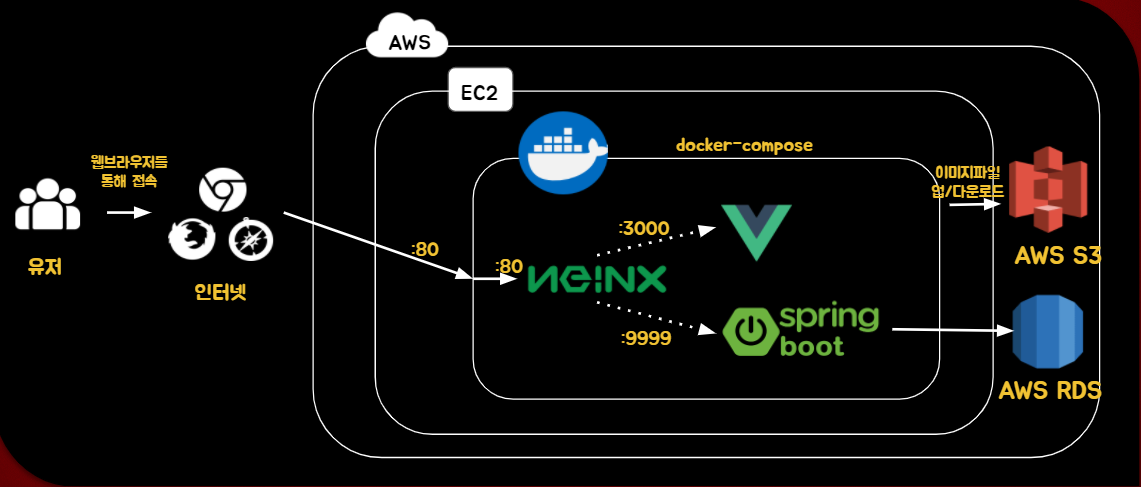 AWS
EC2
docker-compose
웹브라우저를
통해 접속
이미지파일
업/다운로드
:3000
유저
인터넷
:80
:80
NGINX
:9999
spring
boot
AWS S3
AWS RDS